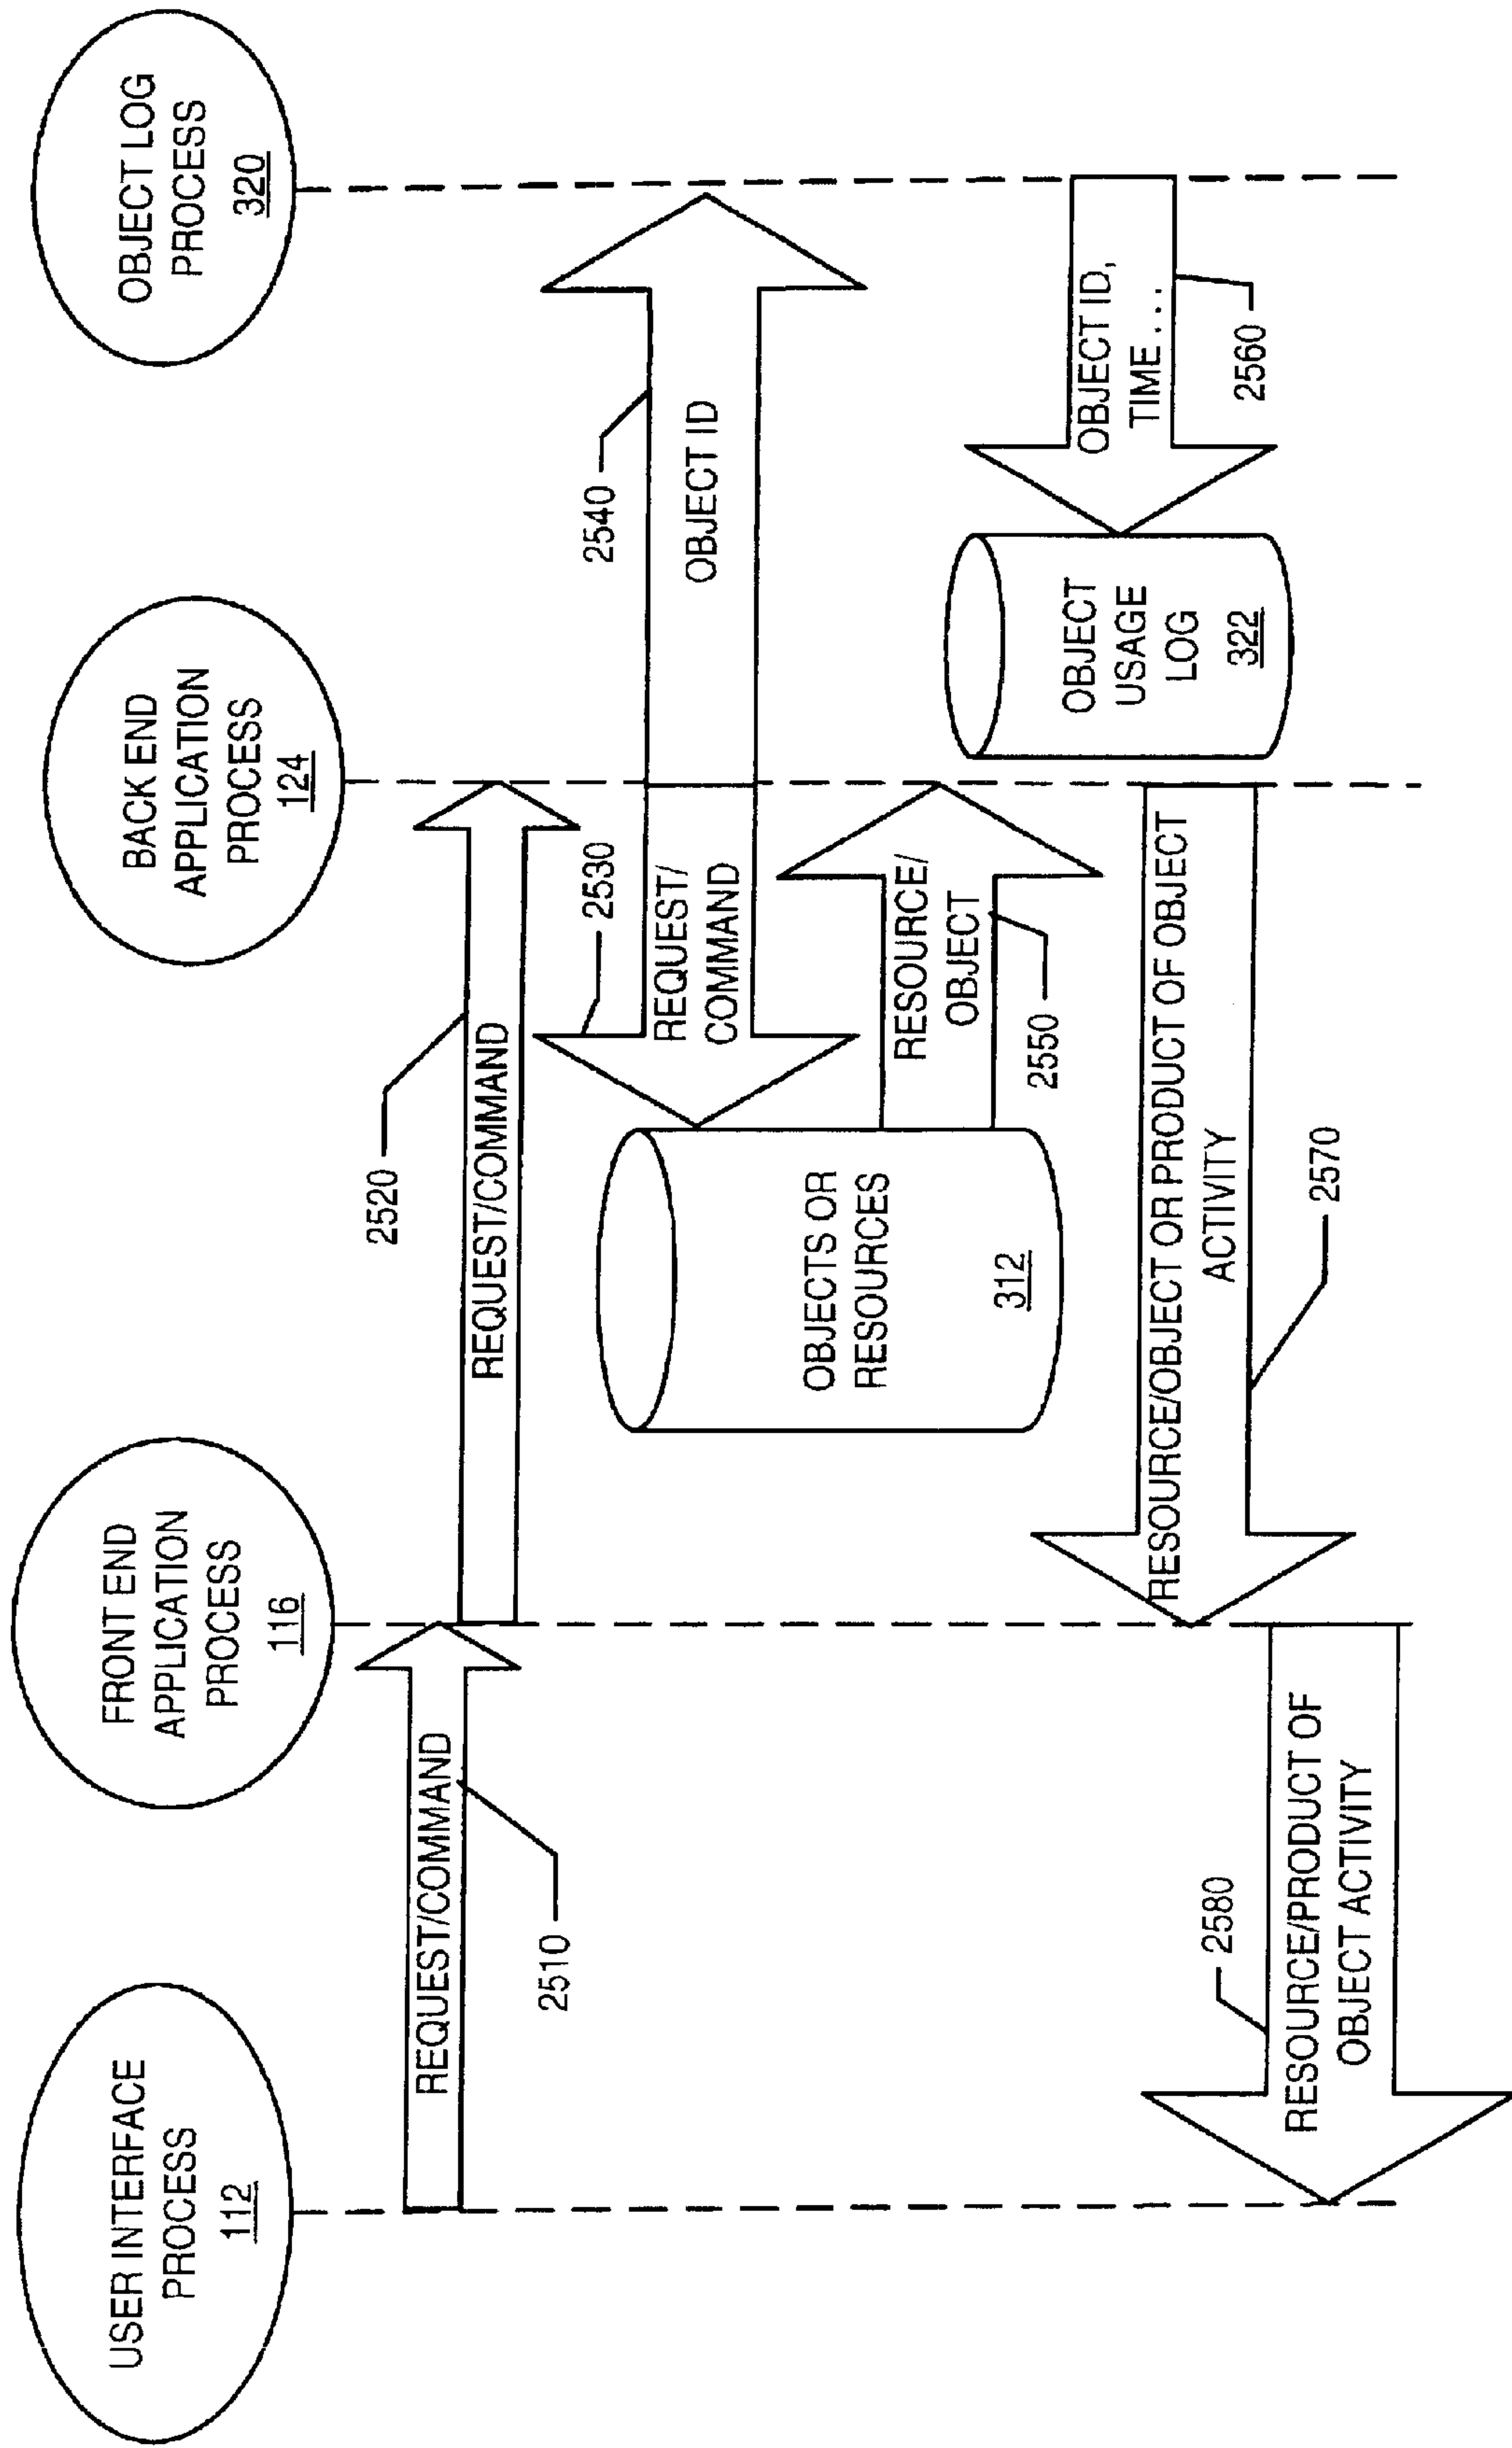 USER INTERFACE
PROCESS
112
FRONT END
APPLICATION
PROCESS
116
BACK END
APPLICATION
PROCESS
124
OBJECT LOG
PROCESS
320
REQUEST/COMMAND
2510
2520
REQUEST/COMMAND
2530
REQUEST/
COMMAND
2540
OBJECT ID
OBJECTS OR
RESOURCES
312
RESOURCE/
OBJECT
2550
OBJECT
USAGE
LOG
322
OBJECT ID,
TIME . . .
2560
RESOURCE/OBJECT OR PRODUCT OF OBJECT
ACTIVITY
2570
2580
RESOURCE/PRODUCT OF
OBJECT ACTIVITY